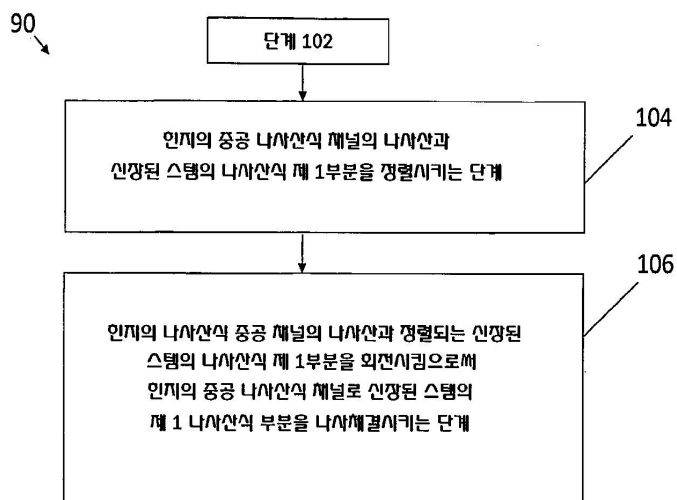 90
단계 102
힌지의 중공 나사산식 채널의 나사산과
신장된 스템의 나사산식 제 1부분을 정렬시키는 단계
104
106
힌지의 나사산식 중공 채널의 나사산과 정렬되는 신장된
스템의 나사산식 제 1부분을 회전시킴으로써
힌지의 중공 나사산식 채널로 신장된 스템의
제 1 나사산식 부분을 나사체결시키는 단계